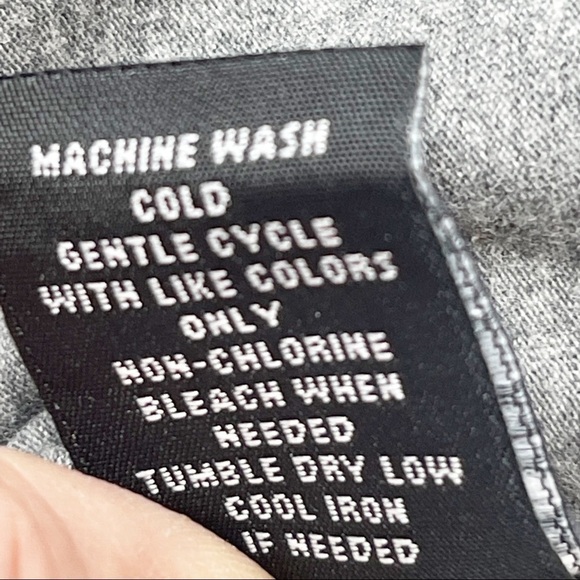 MACHINE WASH
COLD
GENTLE CYCLE
WITH LIKE COLORS
ONLY
NON-CHLORINE
BLEACH WHEN
NEEDED
TUMBLE DRY LOW
COOL IRON
IF NEEDED